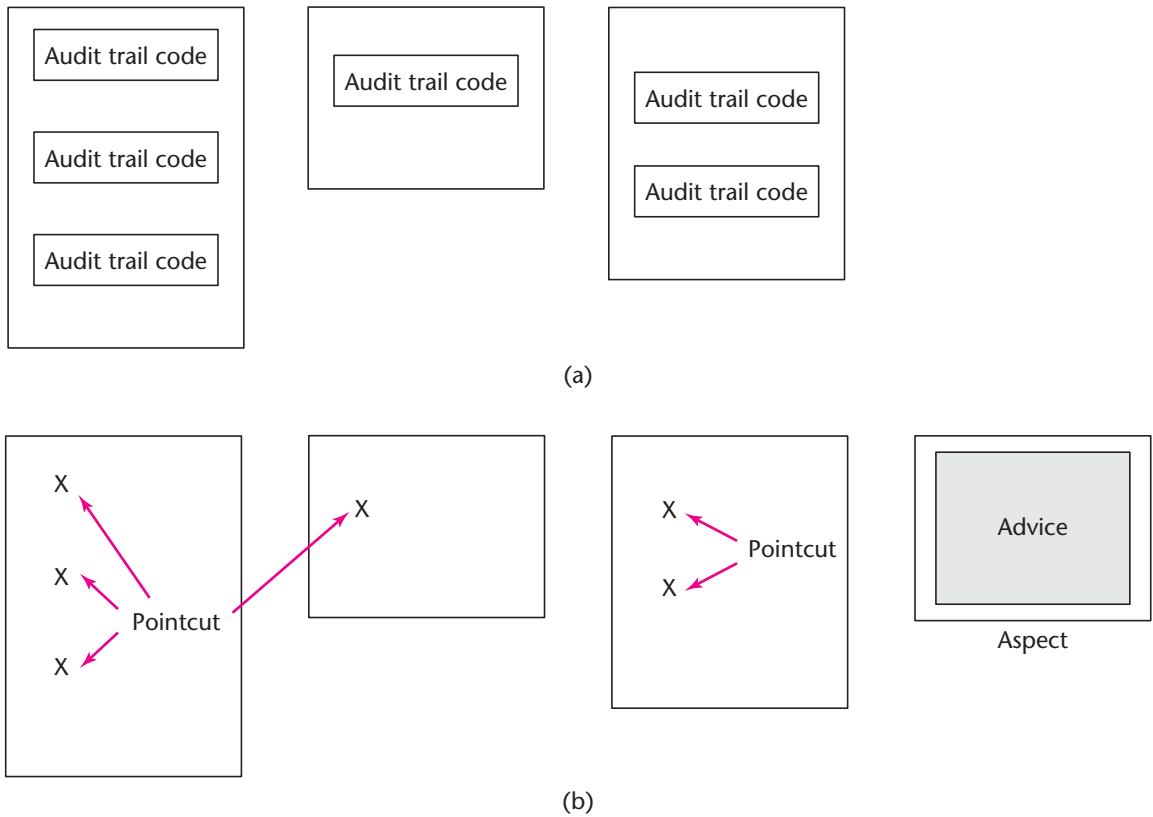 Audit trail code
Audit trail code
Audit trail code
Audit trail code
Audit trail code
Audit trail code
(a)
X
X
X
Pointcut
X
X
X
Pointcut
Advice
Aspect
(b)